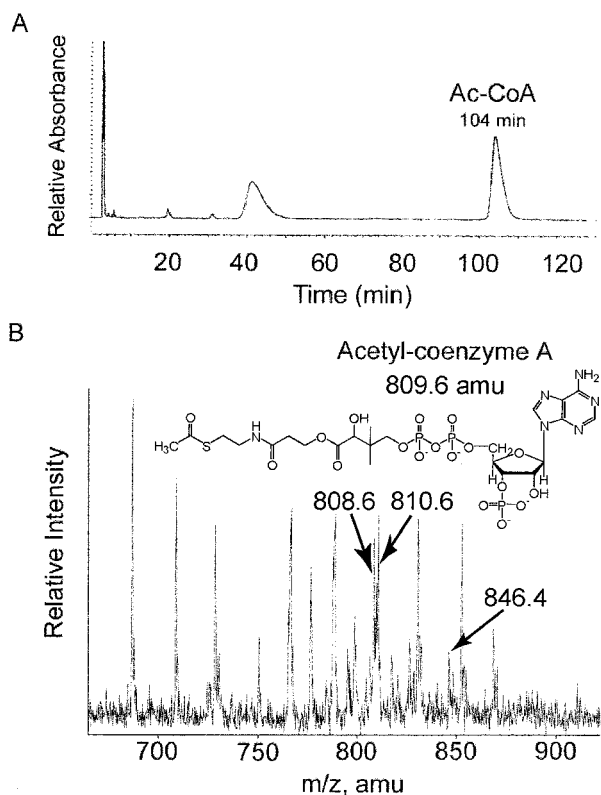 A
Relative Absorbance
Ac-CoA
104 min
20 40 60 80 100 120
Time (min)
B
Relative Intensity
Acetyl-coenzyme A
809.6 amu
NH2
N
N
N
N
O
CH3
S
H
N
O
O
OH
O
O
P
O
O-
O
P
O
O-
O
CH2
O
H
H
O
OH
O=P-O-
O-
808.6 810.6
846.4
700 750 800 850 900
m/z, amu